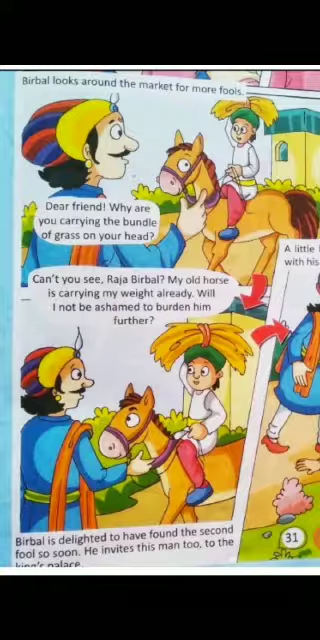 Birbal looks around the market for more fools.
Dear friend! Why are
you carrying the bundle
of grass on your head?
A little
with his
Can't you see, Raja Birbal? My old horse
is carrying my weight already. Will
I not be ashamed to burden him
further?
Birbal is delighted to have found the second
fool so soon. He invites this man too, to the
king's palace.
31